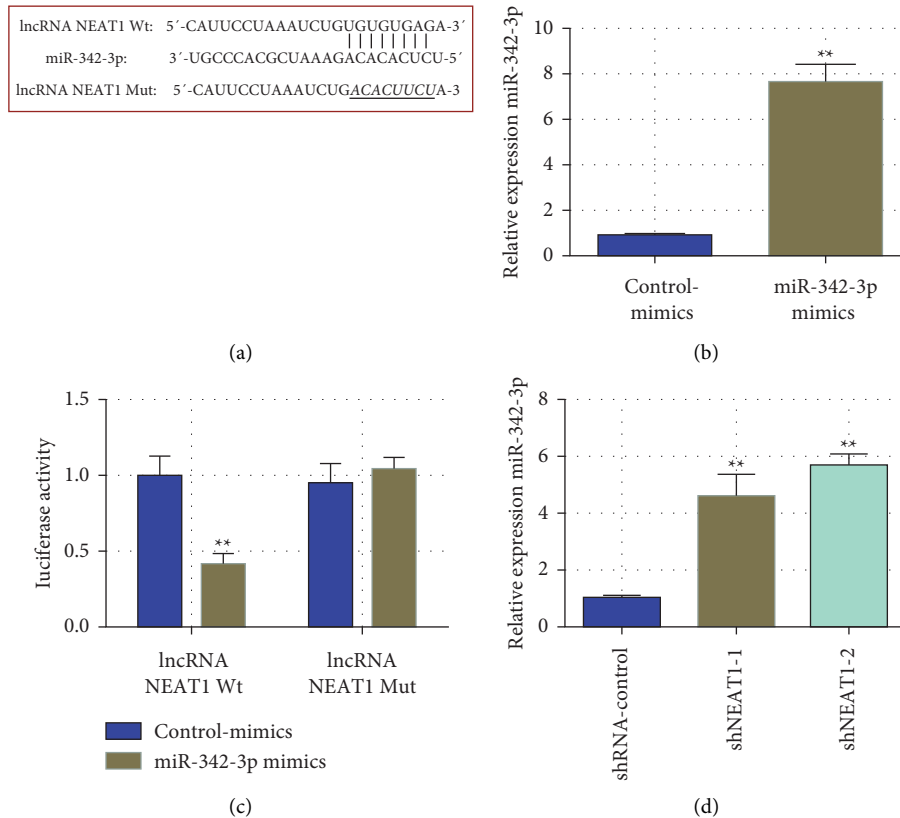 lncRNA NEAT1 Wt: 5´-CAUUCCUAAAUCUGUGUGUGAGA-3´
miR-342-3p: 3´-UGCCCACGCUAAAGACACACUCU-5´
lncRNA NEAT1 Mut: 5´-CAUUCCUAAAUCUGACACUUCUA-3
(a)
Relative expression miR-342-3p
10
8
6
4
2
0
**
Control-
mimics
miR-342-3p
mimics
(b)
luciferase activity
1.5
1.0
0.5
0.0
**
lncRNA
NEAT1 Wt
lncRNA
NEAT1 Mut
Control-mimics
miR-342-3p mimics
(c)
Relative expression miR-342-3p
8
6
4
2
0
**
**
shRNA-control
shNEAT1-1
shNEAT1-2
(d)